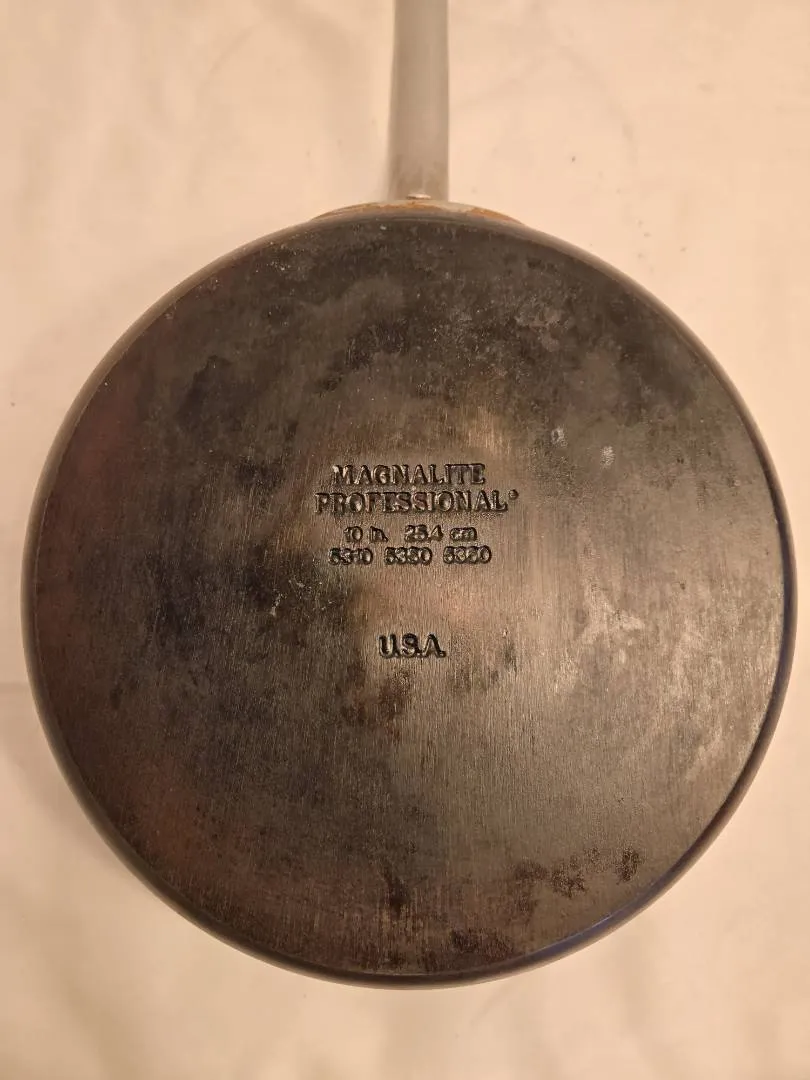 MAGNALITE
PROFESSIONAL®
10 in. 25.4 cm
5310 5330 5360
U.S.A.